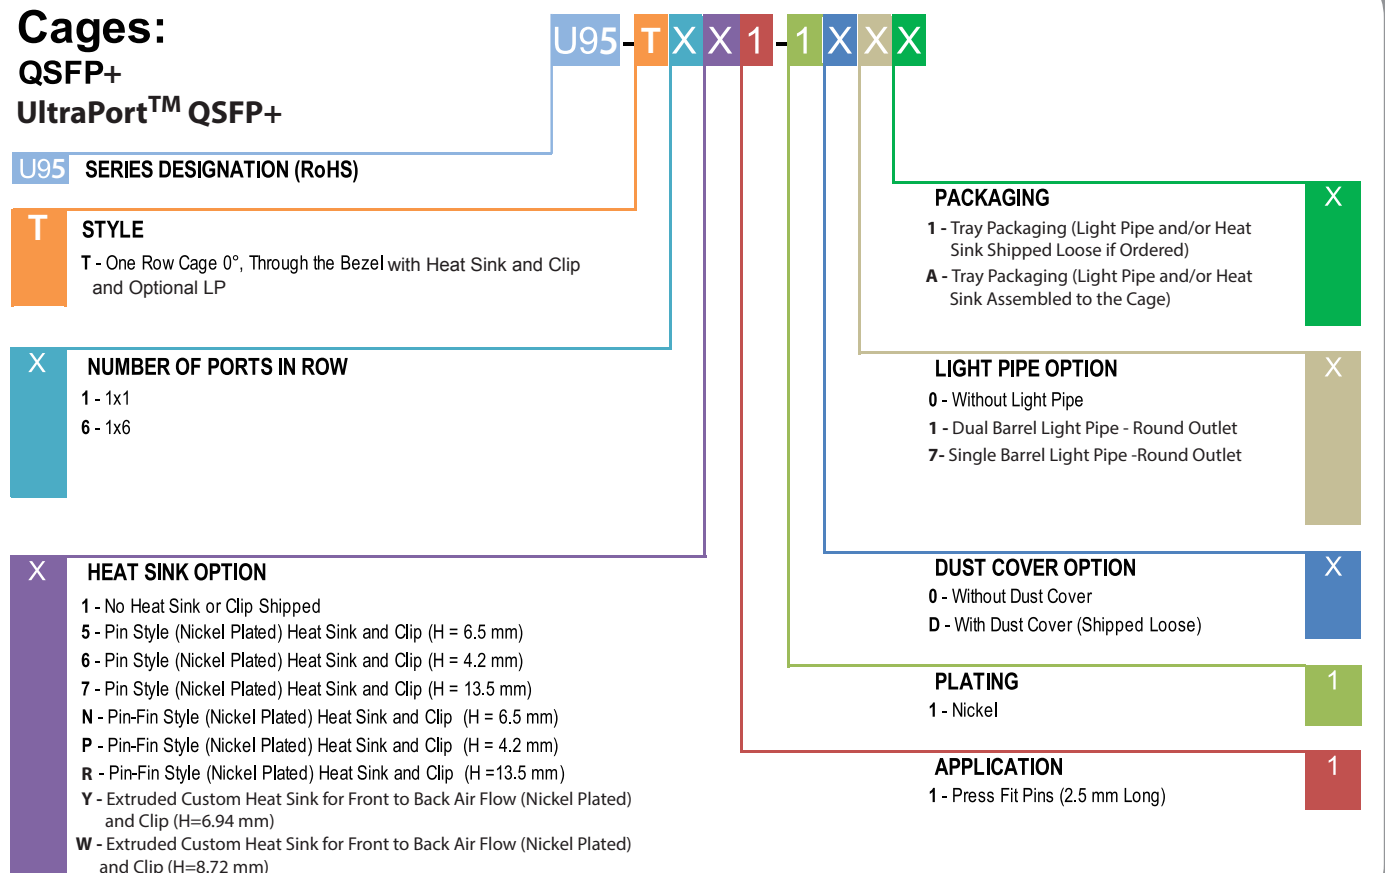 Cages:
QSFP+
UltraPort™ QSFP+
U95-TXX1-1XXX
U95 SERIES DESIGNATION (RoHS)
T STYLE
T - One Row Cage 0°, Through the Bezel with Heat Sink and Clip
and Optional LP
X NUMBER OF PORTS IN ROW
1 - 1x1
6 - 1x6
X HEAT SINK OPTION
1 - No Heat Sink or Clip Shipped
5 - Pin Style (Nickel Plated) Heat Sink and Clip (H = 6.5 mm)
6 - Pin Style (Nickel Plated) Heat Sink and Clip (H = 4.2 mm)
7 - Pin Style (Nickel Plated) Heat Sink and Clip (H = 13.5 mm)
N - Pin-Fin Style (Nickel Plated) Heat Sink and Clip (H = 6.5 mm)
P - Pin-Fin Style (Nickel Plated) Heat Sink and Clip (H = 4.2 mm)
R - Pin-Fin Style (Nickel Plated) Heat Sink and Clip (H =13.5 mm)
Y - Extruded Custom Heat Sink for Front to Back Air Flow (Nickel Plated)
and Clip (H=6.94 mm)
W - Extruded Custom Heat Sink for Front to Back Air Flow (Nickel Plated)
and Clip (H=8.72 mm)
PACKAGING X
1 - Tray Packaging (Light Pipe and/or Heat
Sink Shipped Loose if Ordered)
A - Tray Packaging (Light Pipe and/or Heat
Sink Assembled to the Cage)
LIGHT PIPE OPTION X
0 - Without Light Pipe
1 - Dual Barrel Light Pipe - Round Outlet
7- Single Barrel Light Pipe -Round Outlet
DUST COVER OPTION X
0 - Without Dust Cover
D - With Dust Cover (Shipped Loose)
PLATING 1
1 - Nickel
APPLICATION 1
1 - Press Fit Pins (2.5 mm Long)